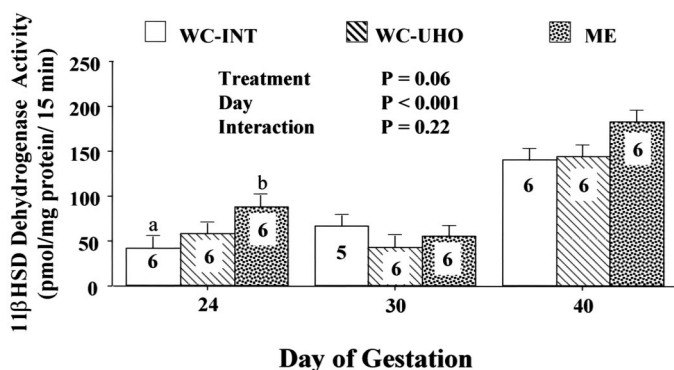 WC-INT WC-UHO ME
11βHSD Dehydrogenase Activity
(pmol/mg protein/ 15 min)
Treatment P = 0.06
Day P < 0.001
Interaction P = 0.22
250
200
150
100
50
0
a
b
6 6 6
5 6 6
6 6 6
24 30 40
Day of Gestation